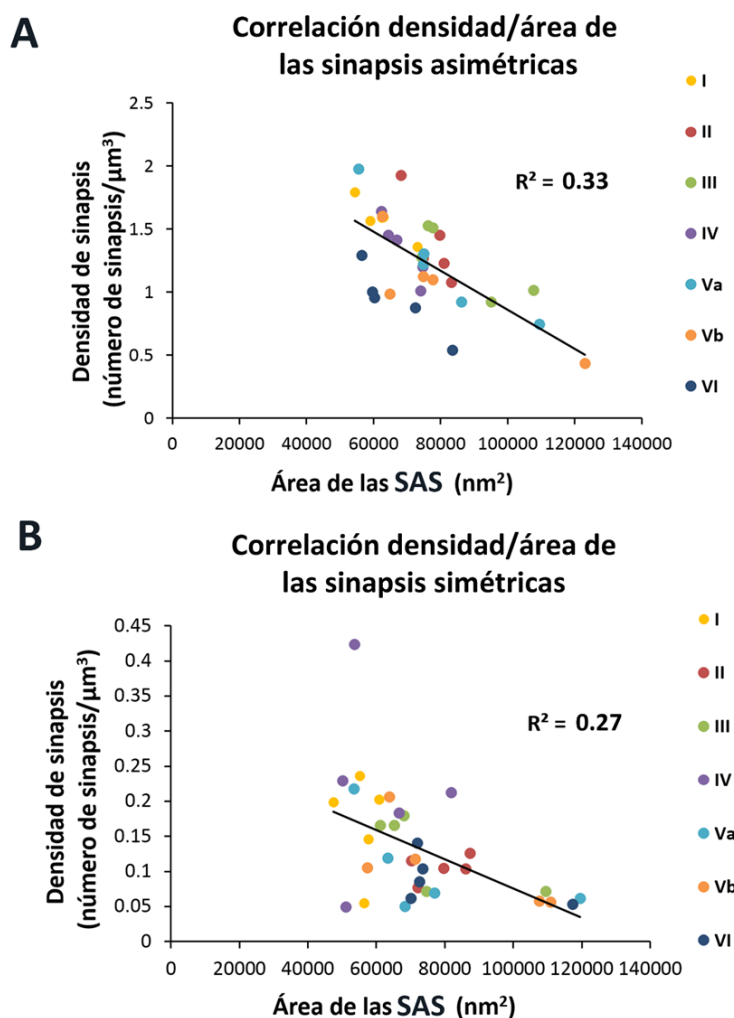 A
Correlación densidad/área de
las sinapsis asimétricas
Densidad de sinapsis
(número de sinapsis/µm³)
2.5
2
1.5
1
0.5
0
R² = 0.33
I
II
III
IV
Va
Vb
VI
0 20000 40000 60000 80000 100000 120000 140000
Área de las SAS (nm²)
B
Correlación densidad/área de
las sinapsis simétricas
Densidad de sinapsis
(número de sinapsis/µm³)
0.45
0.4
0.35
0.3
0.25
0.2
0.15
0.1
0.05
0
R² = 0.27
I
II
III
IV
Va
Vb
VI
0 20000 40000 60000 80000 100000 120000 140000
Área de las SAS (nm²)